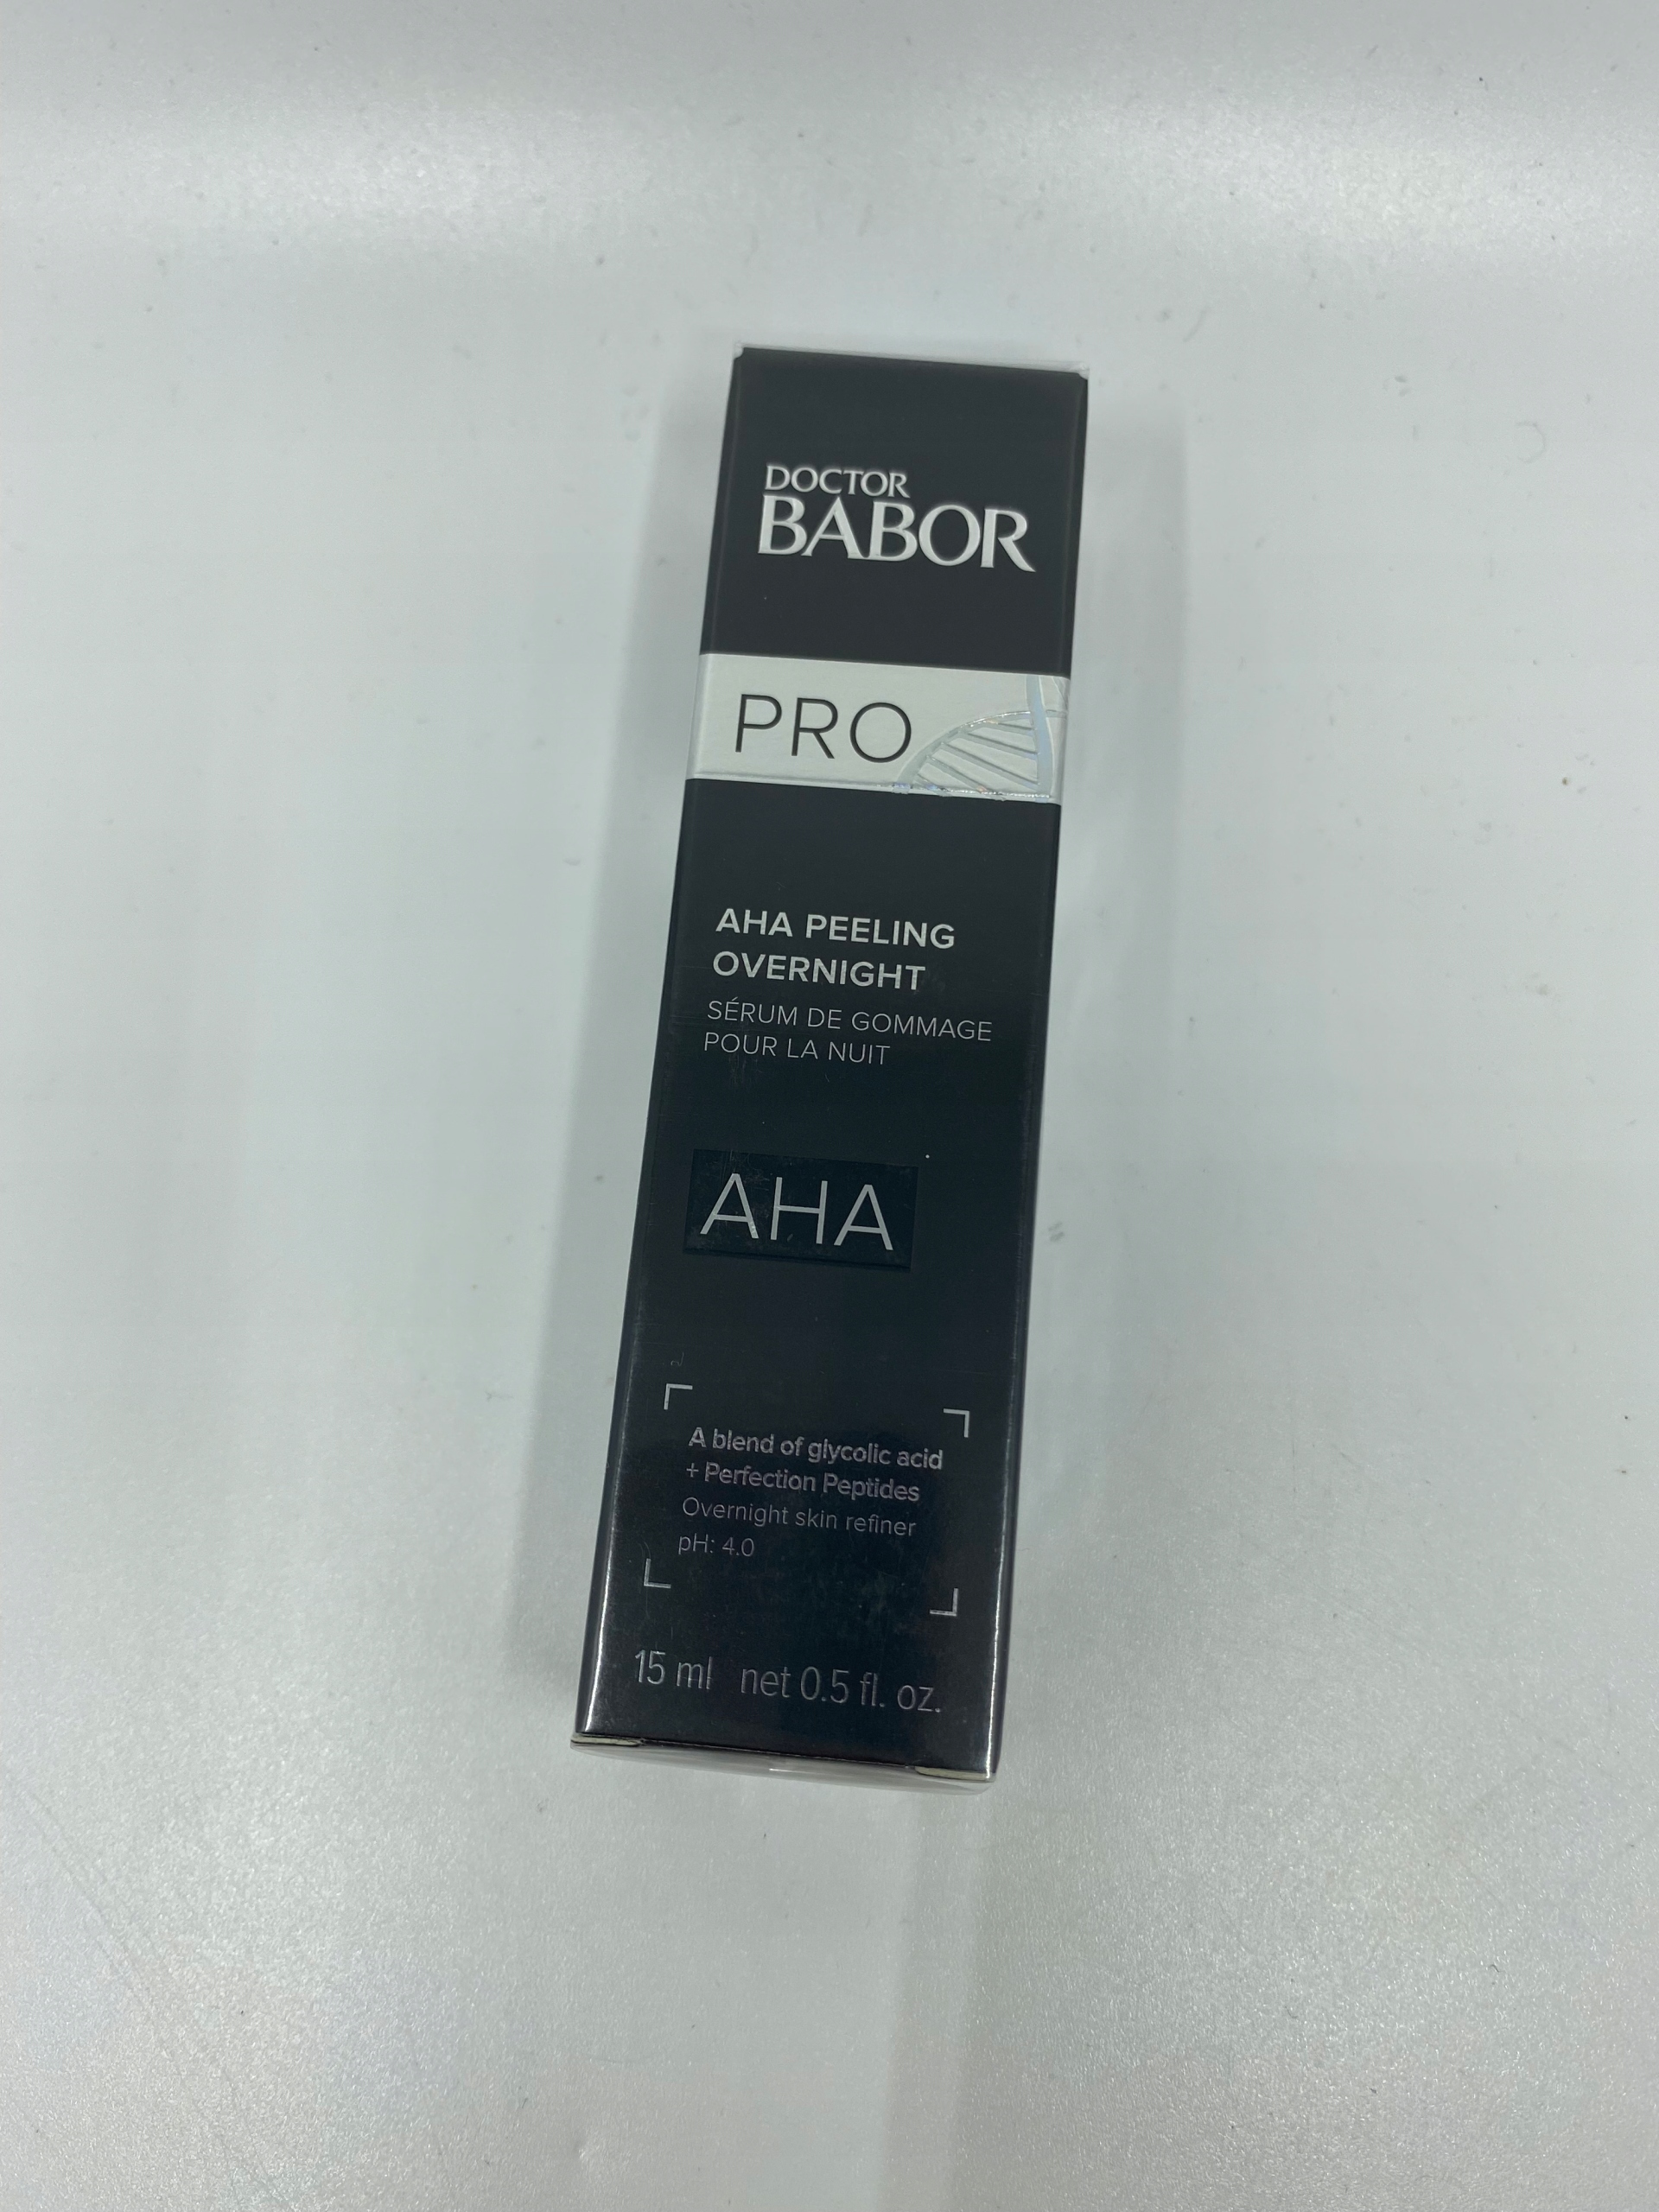 DOCTOR
BABOR
PRO
AHA PEELING
OVERNIGHT
SÉRUM DE GOMMAGE
POUR LA NUIT
AHA
A blend of glycolic acid
+ Perfection Peptides
Overnight skin refiner
pH: 4.0
15 ml net 0.5 fl. oz.